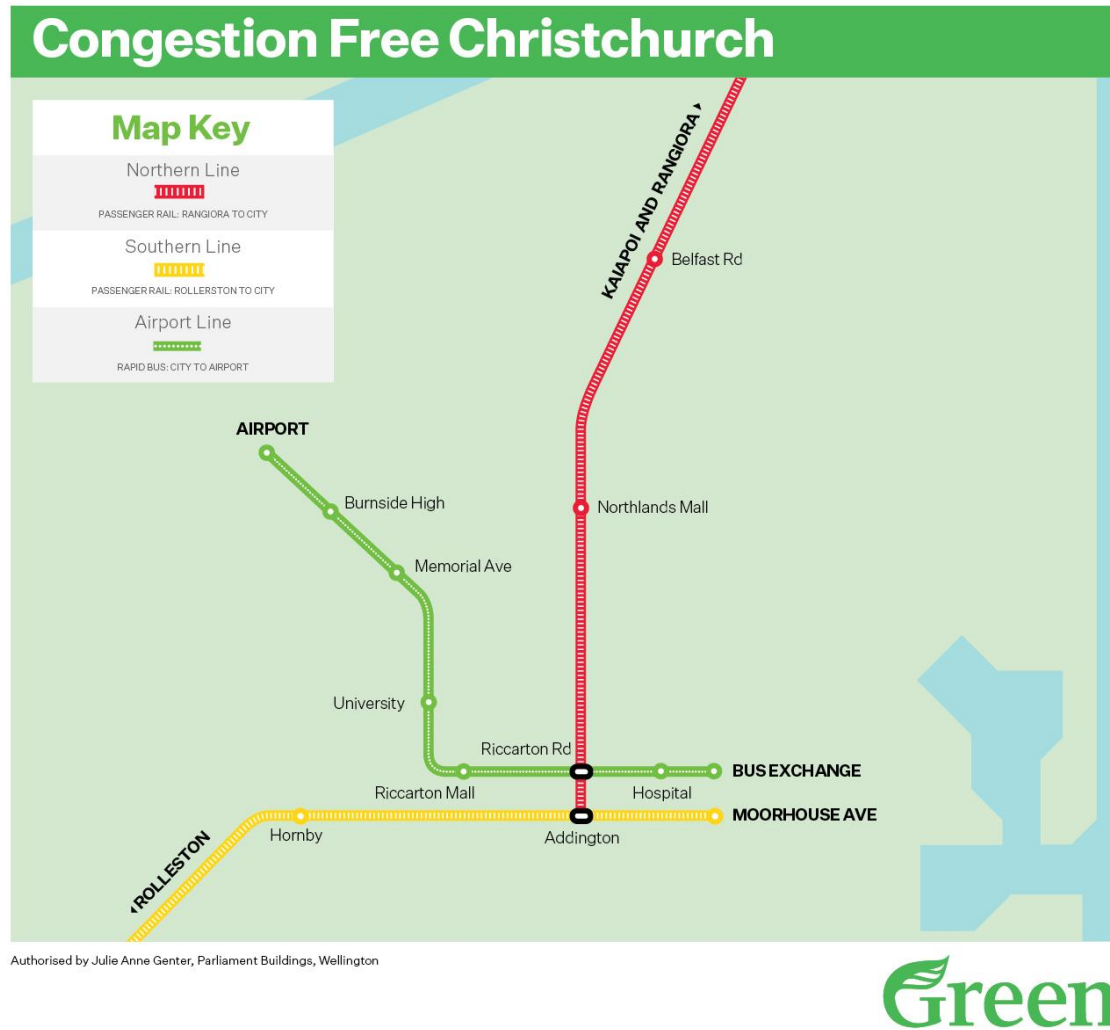 Congestion Free Christchurch
Map Key
Northern Line
PASSENGER RAIL: RANGIORA TO CITY
Southern Line
PASSENGER RAIL: ROLLERSTON TO CITY
Airport Line
RAPID BUS: CITY TO AIRPORT
KAIAPOI AND RANGIORA
Belfast Rd
AIRPORT
Burnside High
Northlands Mall
Memorial Ave
University
Riccarton Rd
BUS EXCHANGE
Riccarton Mall
Hospital
MOORHOUSE AVE
Hornby
Addington
ROLLESTON
Authorised by Julie Anne Genter, Parliament Buildings, Wellington
Green